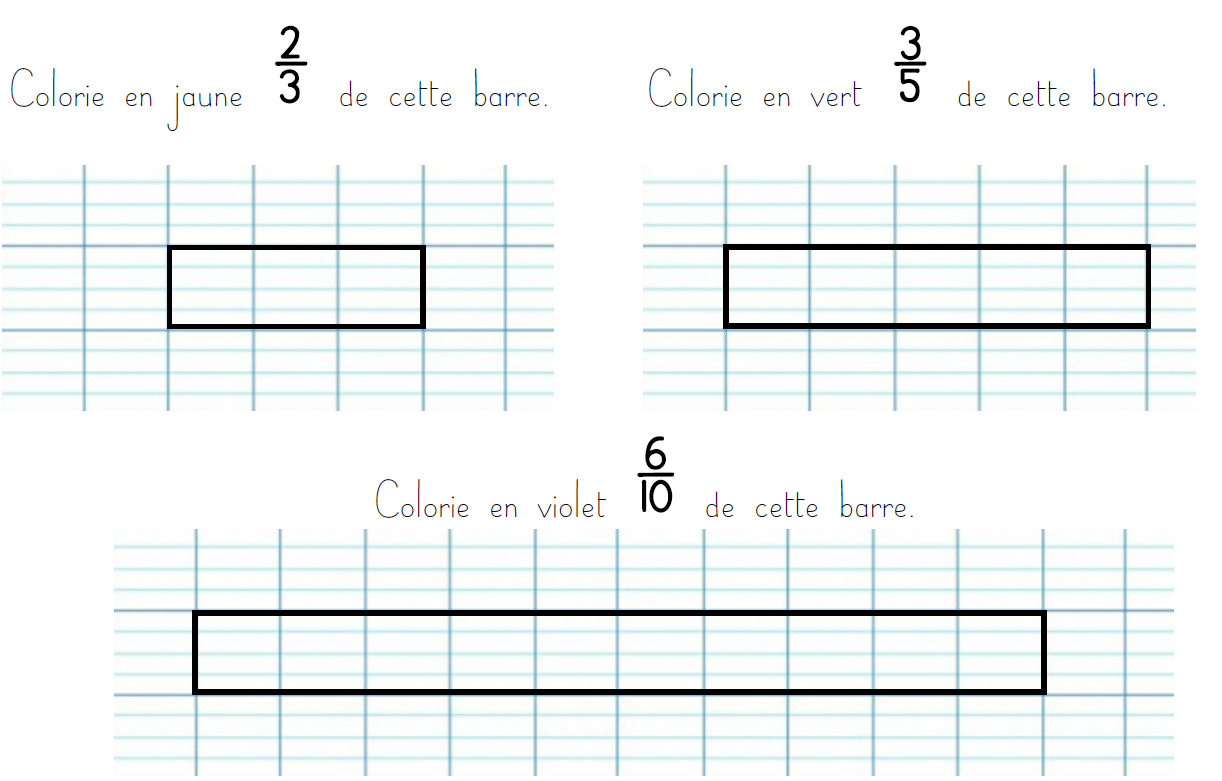 Colorie en jaune 2/3 de cette barre.
Colorie en vert 3/5 de cette barre.
Colorie en violet 6/10 de cette barre.